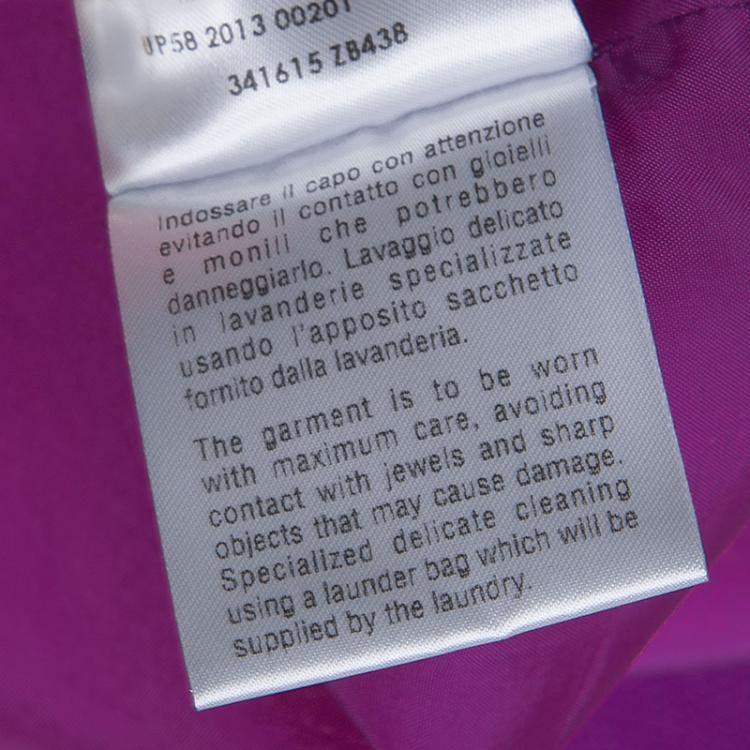 UP58 2013 00201
341615 ZB438
Indossare il capo con attenzione
evitando il contatto con gioielli
e monili che potrebbero
danneggiarlo. Lavaggio delicato
in lavanderie specializzate
usando l'apposito sacchetto
fornito dalla lavanderia.
The garment is to be worn
with maximum care, avoiding
contact with jewels and sharp
objects that may cause damage.
Specialized delicate cleaning
using a launder bag which will be
supplied by the laundry.